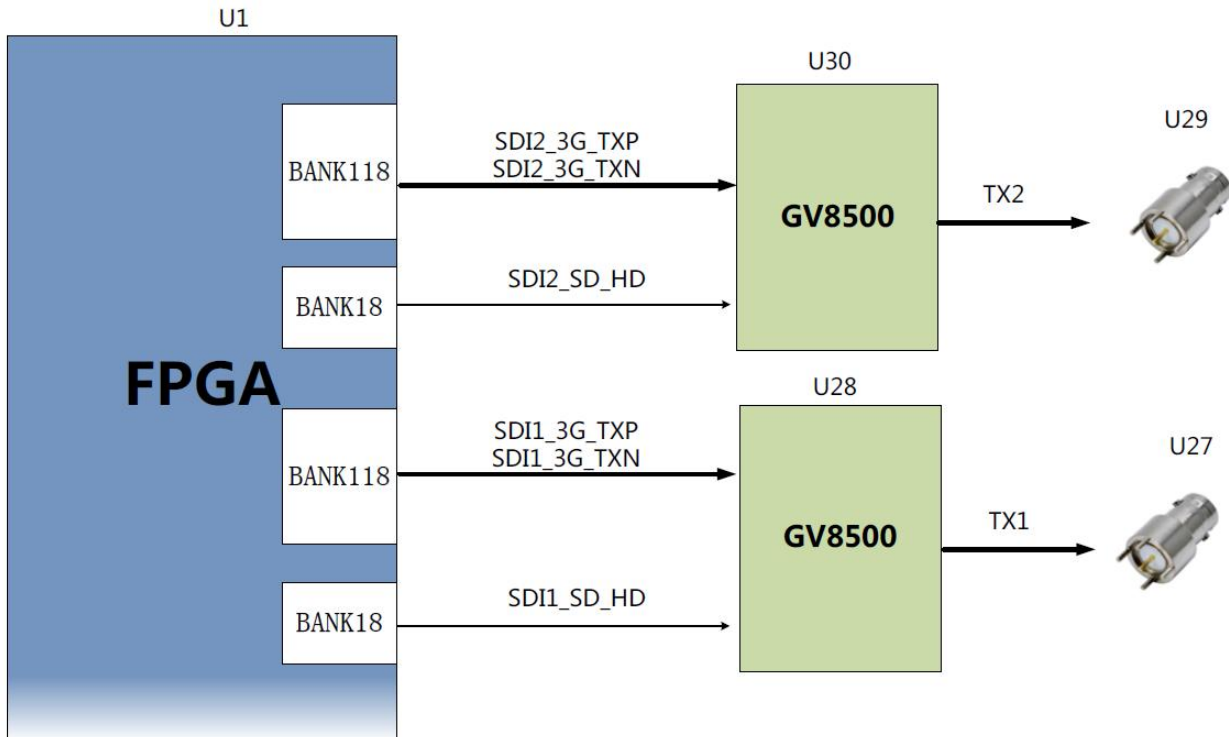 U1
U30
U29
BANK118
SDI2_3G_TXP
SDI2_3G_TXN
GV8500
TX2
BANK18
SDI2_SD_HD
FPGA
U28
U27
BANK118
SDI1_3G_TXP
SDI1_3G_TXN
GV8500
TX1
BANK18
SDI1_SD_HD